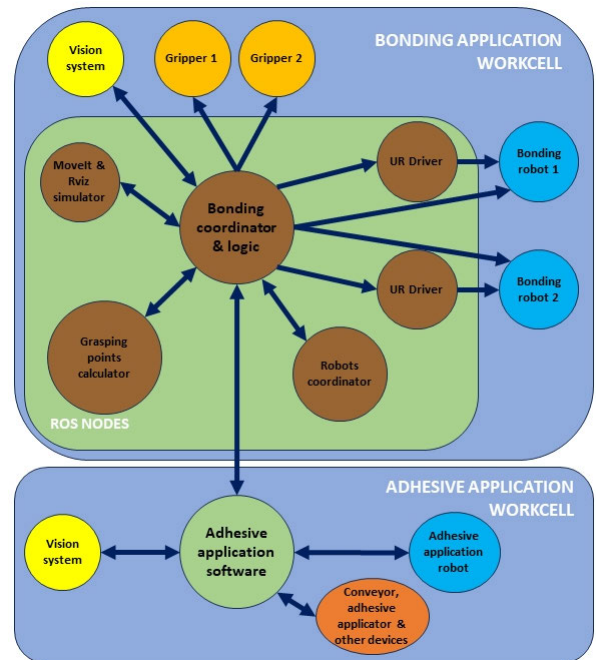 BONDING APPLICATION
WORKCELL
Vision
system
Gripper 1
Gripper 2
MoveIt &
Rviz
simulator
Bonding
coordinator
& logic
UR Driver
Bonding
robot 1
UR Driver
Bonding
robot 2
Grasping
points
calculator
Robots
coordinator
ROS NODES
ADHESIVE APPLICATION
WORKCELL
Vision
system
Adhesive
application
software
Adhesive
application
robot
Conveyor,
adhesive
applicator &
other devices